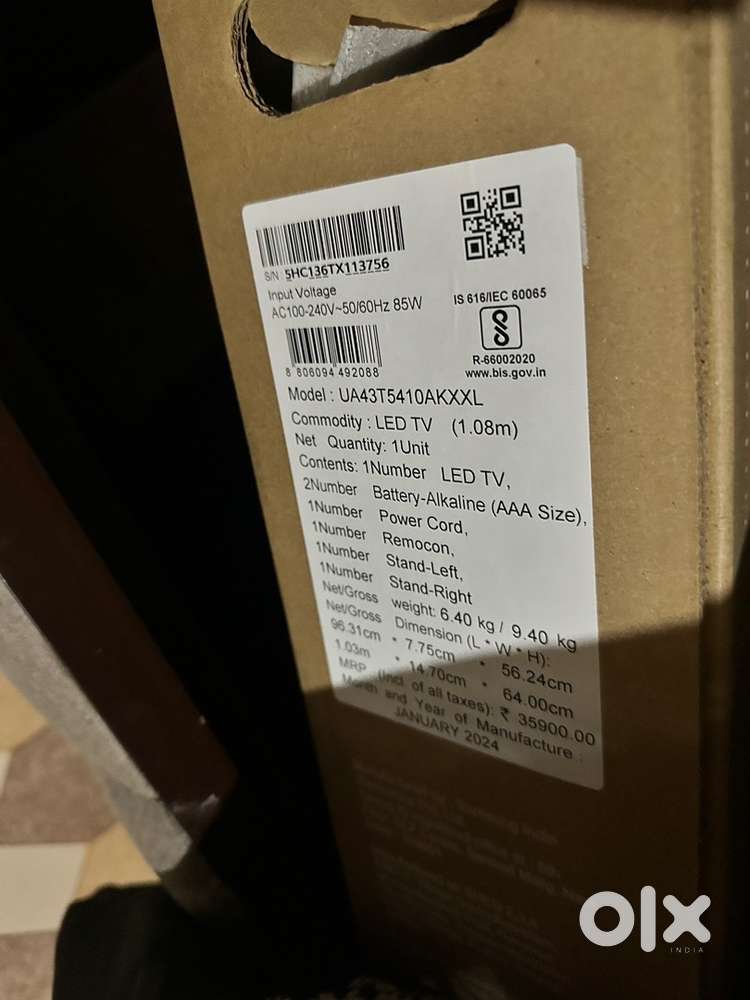 S/N 5HC136TX113756
Input Voltage
AC100-240V~50/60Hz 85W
IS 616/IEC 60065
R-66002020
www.bis.gov.in
8 806094 492088
Model : UA43T5410AKXXL
Commodity : LED TV (1.08m)
Net Quantity: 1Unit
Contents: 1Number LED TV,
2Number Battery-Alkaline (AAA Size),
1Number Power Cord,
1Number Remocon,
1Number Stand-Left,
1Number Stand-Right
Net/Gross weight: 6.40 kg / 9.40 kg
Net/Gross Dimension (L * W * H):
96.31cm * 7.75cm * 56.24cm
1.03m * 14.70cm * 64.00cm
MRP (Incl. of all taxes): ₹ 35900.00
Month and Year of Manufacture :
JANUARY 2024
olx
INDIA